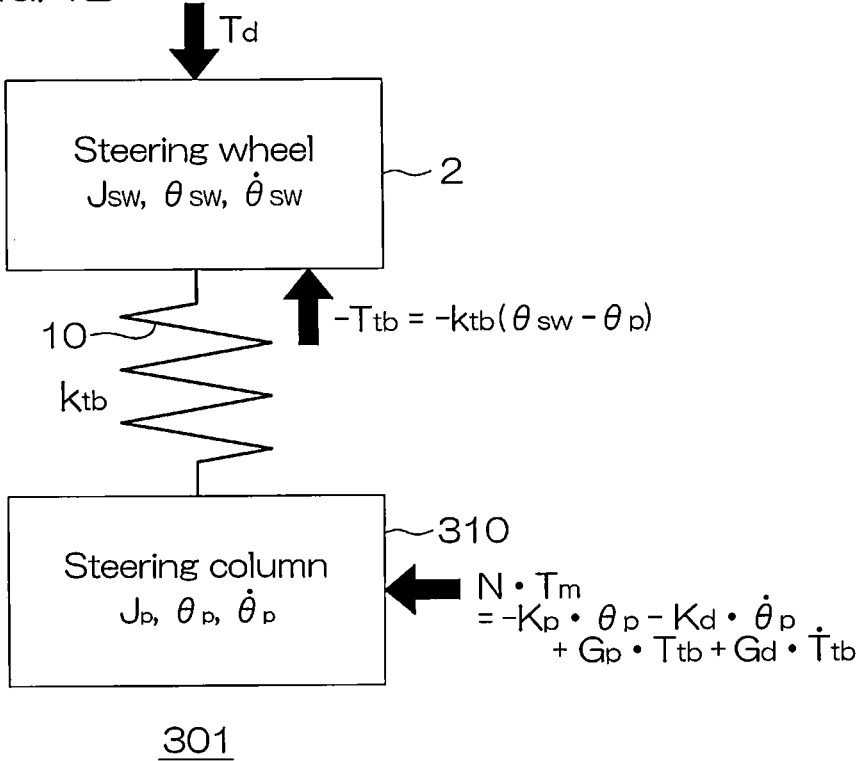 Td
Steering wheel
Jsw, θsw, θ̇sw
2
-Ttb = -ktb(θsw - θp)
10
ktb
310
Steering column
Jp, θp, θ̇p
N・Tm
= -Kp・θp - Kd・θ̇p
+ Gp・Ttb + Gd・Ṫtb
301